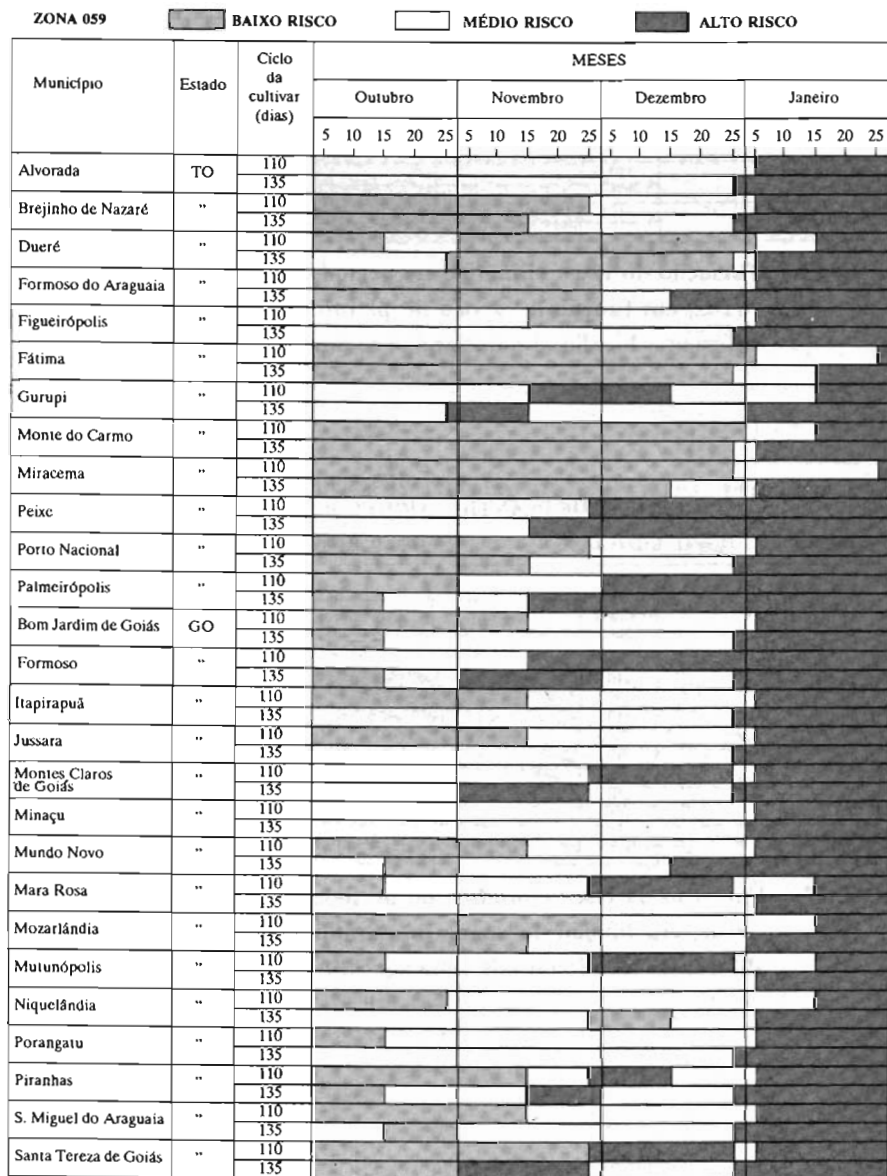 ZONA 059 BAIXO RISCO MÉDIO RISCO ALTO RISCO
Município Estado Ciclo da cultivar (dias) MESES
Outubro Novembro Dezembro Janeiro
5 10 15 20 25 5 10 15 20 25 5 10 15 20 25 5 10 15 20 25
Alvorada TO 110
135
Brejinho de Nazaré " 110
135
Dueré " 110
135
Formoso do Araguaia " 110
135
Figueirópolis " 110
135
Fátima " 110
135
Gurupi " 110
135
Monte do Carmo " 110
135
Miracema " 110
135
Peixe " 110
135
Porto Nacional " 110
135
Palmeirópolis " 110
135
Bom Jardim de Goiás GO 110
135
Formoso " 110
135
Itapirapuã " 110
135
Jussara " 110
135
Montes Claros de Goiás " 110
135
Minaçu " 110
135
Mundo Novo " 110
135
Mara Rosa " 110
135
Mozarlândia " 110
135
Mutunópolis " 110
135
Niquelândia " 110
135
Porangatu " 110
135
Piranhas " 110
135
S. Miguel do Araguaia " 110
135
Santa Tereza de Goiás " 110
135